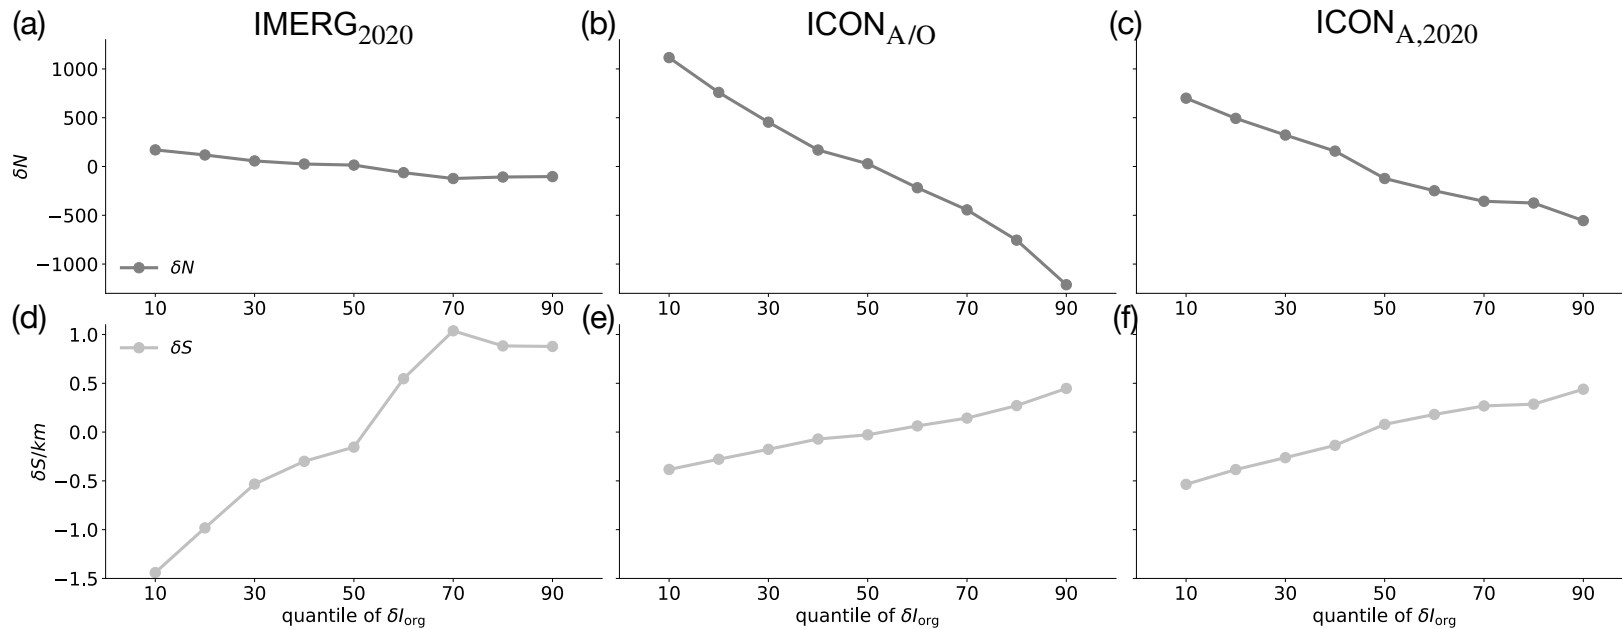 (a) IMERG2020 (b) ICONA/O (c) ICONA,2020
1000
500
0
−500
−1000
δN
δN
10 30 50 70 90
10 30 50 70 90
10 30 50 70 90
(d) (e) (f)
1.0
0.5
0.0
−0.5
−1.0
−1.5
δS/km
δS
10 30 50 70 90
10 30 50 70 90
10 30 50 70 90
quantile of δIorg
quantile of δIorg
quantile of δIorg